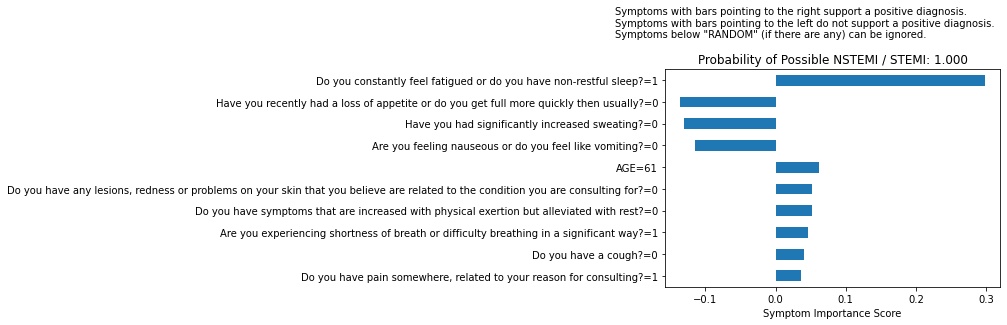 Symptoms with bars pointing to the right support a positive diagnosis.
Symptoms with bars pointing to the left do not support a positive diagnosis.
Symptoms below "RANDOM" (if there are any) can be ignored.
Probability of Possible NSTEMI / STEMI: 1.000
Do you constantly feel fatigued or do you have non-restful sleep?=1
Have you recently had a loss of appetite or do you get full more quickly then usually?=0
Have you had significantly increased sweating?=0
Are you feeling nauseous or do you feel like vomiting?=0
AGE=61
Do you have any lesions, redness or problems on your skin that you believe are related to the condition you are consulting for?=0
Do you have symptoms that are increased with physical exertion but alleviated with rest?=0
Are you experiencing shortness of breath or difficulty breathing in a significant way?=1
Do you have a cough?=0
Do you have pain somewhere, related to your reason for consulting?=1
−0.1 0.0 0.1 0.2 0.3
Symptom Importance Score